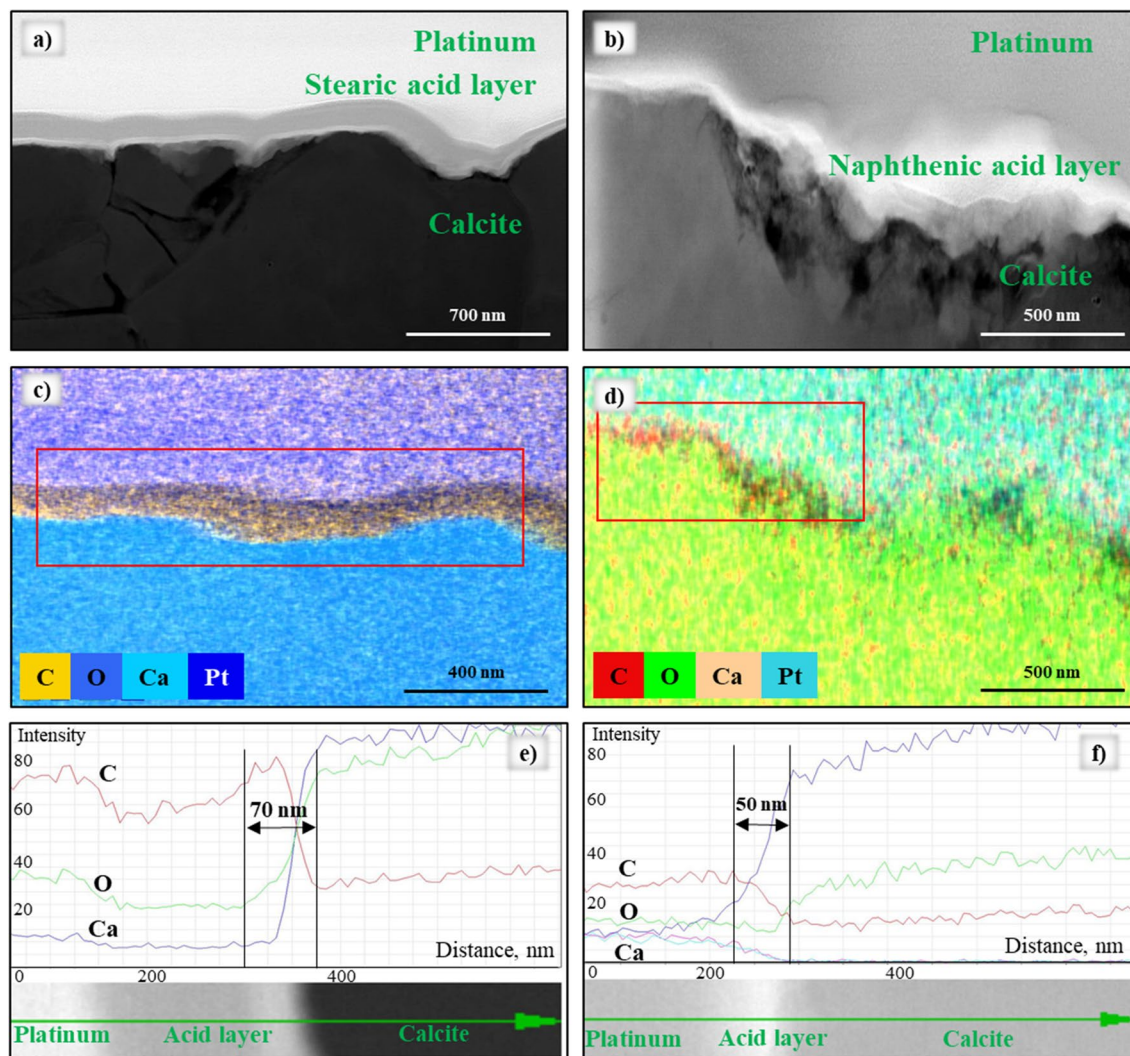 a)
Platinum
Stearic acid layer
Calcite
700 nm
b)
Platinum
Naphthenic acid layer
Calcite
500 nm
c)
C O Ca Pt
400 nm
d)
C O Ca Pt
500 nm
Intensity
e)
80
C
60
70 nm
40
O
20
Ca
Distance, nm
0 200 400
Platinum Acid layer Calcite
Intensity
f)
80
60
50 nm
40
C
20
O
Ca
Distance, nm
0 200 400
Platinum Acid layer Calcite